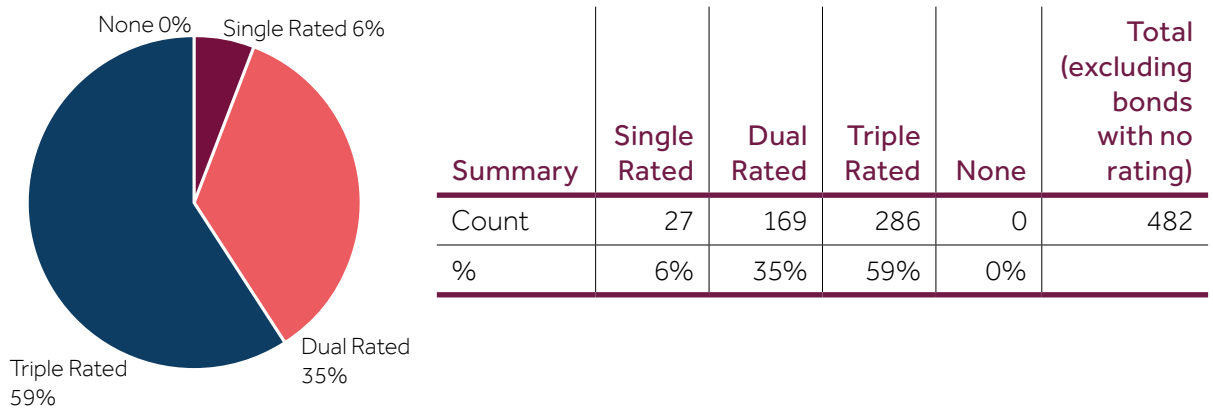 None 0%
Single Rated 6%
Dual Rated
35%
Triple Rated
59%
Summary
Single
Rated
Dual
Rated
Triple
Rated
None
Total
(excluding
bonds
with no
rating)
Count 27 169 286 0 482
% 6% 35% 59% 0%